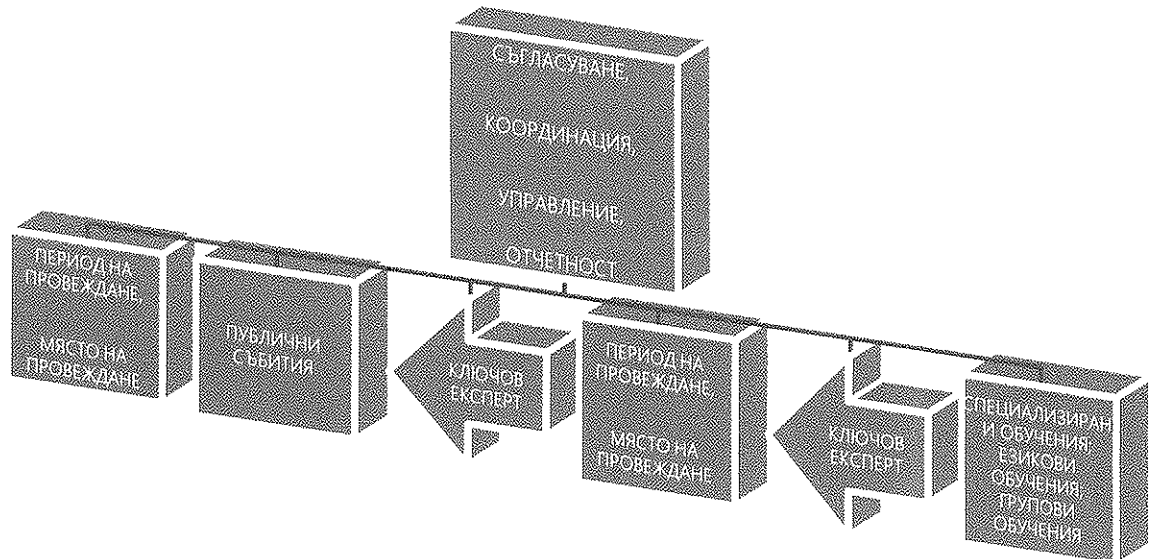 СЪГЛАСУВАНЕ,
КООРДИНАЦИЯ,
УПРАВЛЕНИЕ,
ОТЧЕТНОСТ
ПЕРИОД НА
ПРОВЕЖДАНЕ,
МЯСТО НА
ПРОВЕЖДАНЕ
ПУБЛИЧНИ
СЪБИТИЯ
КЛЮЧОВ
ЕКСПЕРТ
ПЕРИОД НА
ПРОВЕЖДАНЕ,
МЯСТО НА
ПРОВЕЖДАНЕ
КЛЮЧОВ
ЕКСПЕРТ
СПЕЦИАЛИЗИРАН
И ОБУЧЕНИЯ;
ЕЗИКОВИ
ОБУЧЕНИЯ;
ГРУПОВИ
ОБУЧЕНИЯ